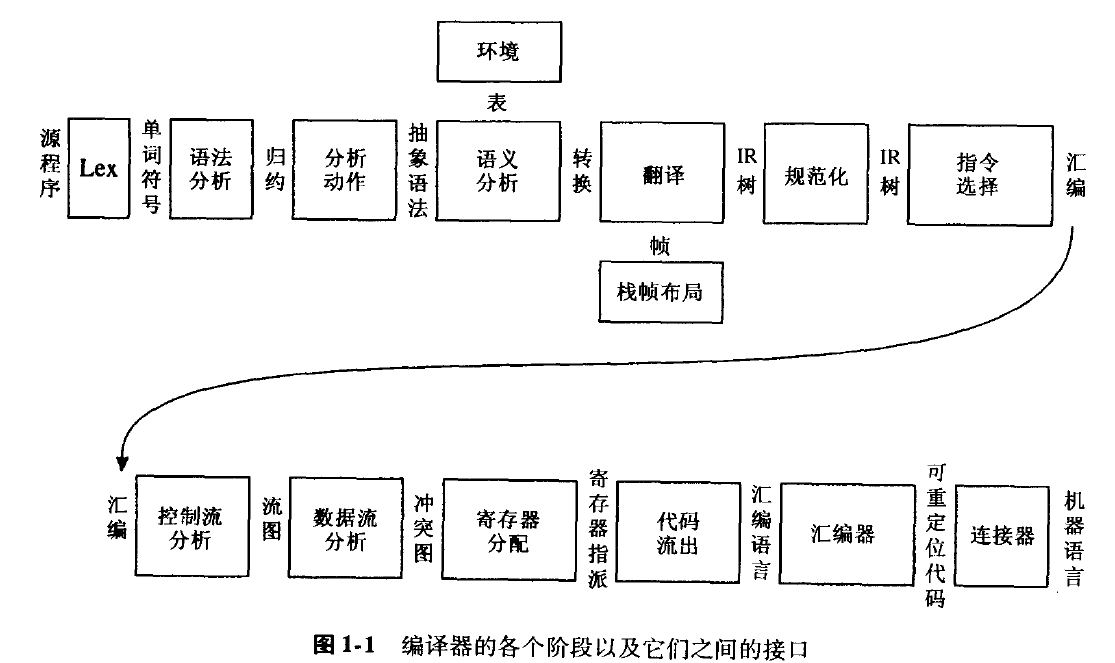 环境
表
源程序
Lex
单词符号
语法
分析
归约
分析
动作
抽象语法
语义
分析
转换
翻译
IR
树
规范化
IR
树
指令
选择
汇编
帧
栈帧布局
汇编
控制流
分析
流图
数据流
分析
冲突图
寄存器
分配
寄存器指派
代码
流出
汇编语言
汇编器
可重定位代码
连接器
机器语言
图1-1 编译器的各个阶段以及它们之间的接口